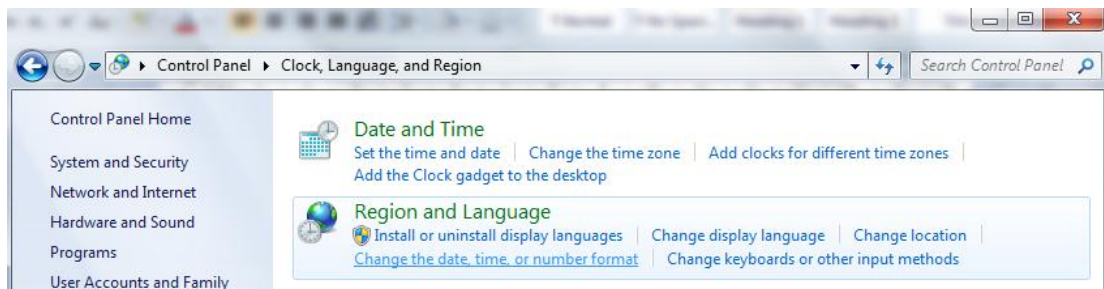 Control Panel Clock, Language, and Region Search Control Panel
Control Panel Home
System and Security
Network and Internet
Hardware and Sound
Programs
User Accounts and Family
Date and Time
Set the time and date Change the time zone Add clocks for different time zones
Add the Clock gadget to the desktop
Region and Language
Install or uninstall display languages Change display language Change location
Change the date, time, or number format Change keyboards or other input methods